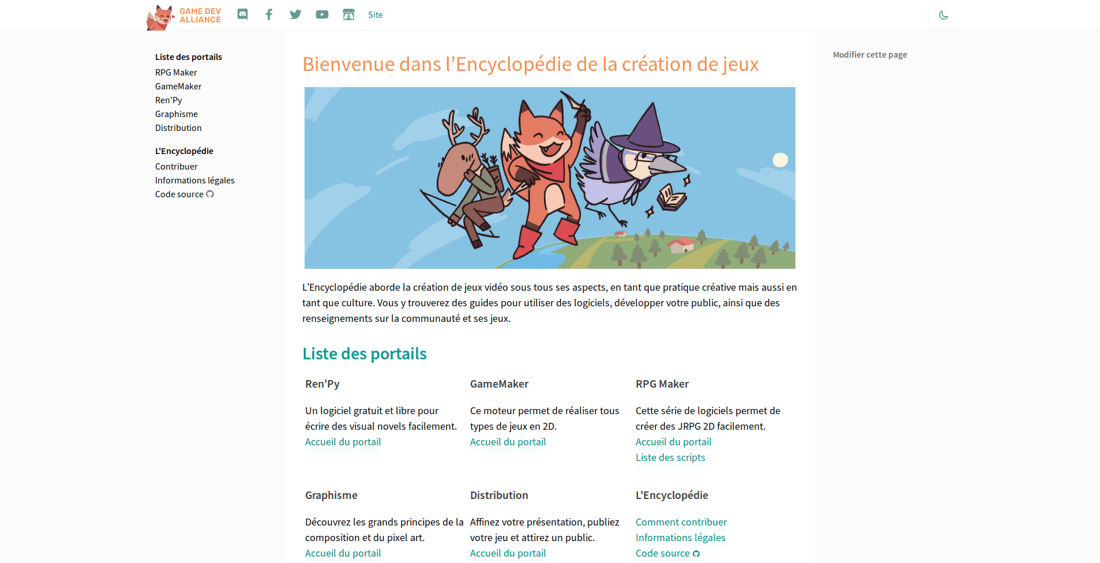 GAME DEV
ALLIANCE
Site
Liste des portails
RPG Maker
GameMaker
Ren'Py
Graphisme
Distribution
L'Encyclopédie
Contribuer
Informations légales
Code source
Bienvenue dans l’Encyclopédie de la création de jeux
L’Encyclopédie aborde la création de jeux vidéo sous tous ses aspects, en tant que pratique créative mais aussi en
tant que culture. Vous y trouverez des guides pour utiliser des logiciels, développer votre public, ainsi que des
renseignements sur la communauté et ses jeux.
Liste des portails
Ren'Py
Un logiciel gratuit et libre pour
écrire des visual novels facilement.
Accueil du portail
GameMaker
Ce moteur permet de réaliser tous
types de jeux en 2D.
Accueil du portail
RPG Maker
Cette série de logiciels permet de
créer des JRPG 2D facilement.
Accueil du portail
Liste des scripts
Graphisme
Découvrez les grands principes de la
composition et du pixel art.
Accueil du portail
Distribution
Affinez votre présentation, publiez
votre jeu et attirez un public.
Accueil du portail
L'Encyclopédie
Comment contribuer
Informations légales
Code source
Modifier cette page